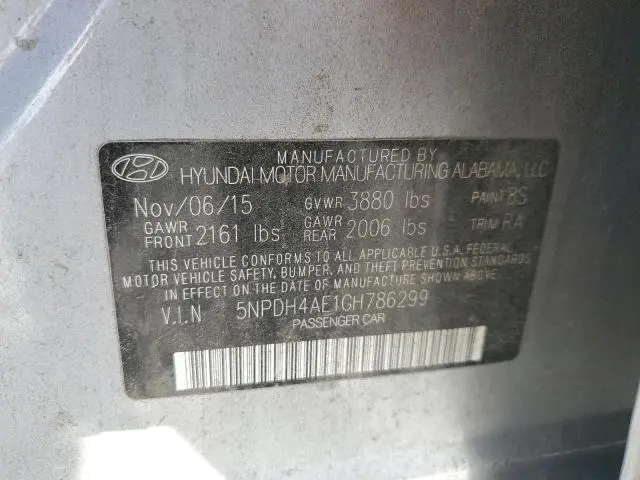 MANUFACTURED BY
HYUNDAI MOTOR MANUFACTURING ALABAMA, LLC
Nov/06/15 GVWR 3880 lbs PAINT 8S
GAWR FRONT 2161 lbs GAWR REAR 2006 lbs TRIM RA
THIS VEHICLE CONFORMS TO ALL APPLICABLE U.S.A. FEDERAL
MOTOR VEHICLE SAFETY, BUMPER, AND THEFT PREVENTION STANDARDS
IN EFFECT ON THE DATE OF MANUFACTURE SHOWN ABOVE.
V.I.N 5NPDH4AE1GH786299
PASSENGER CAR